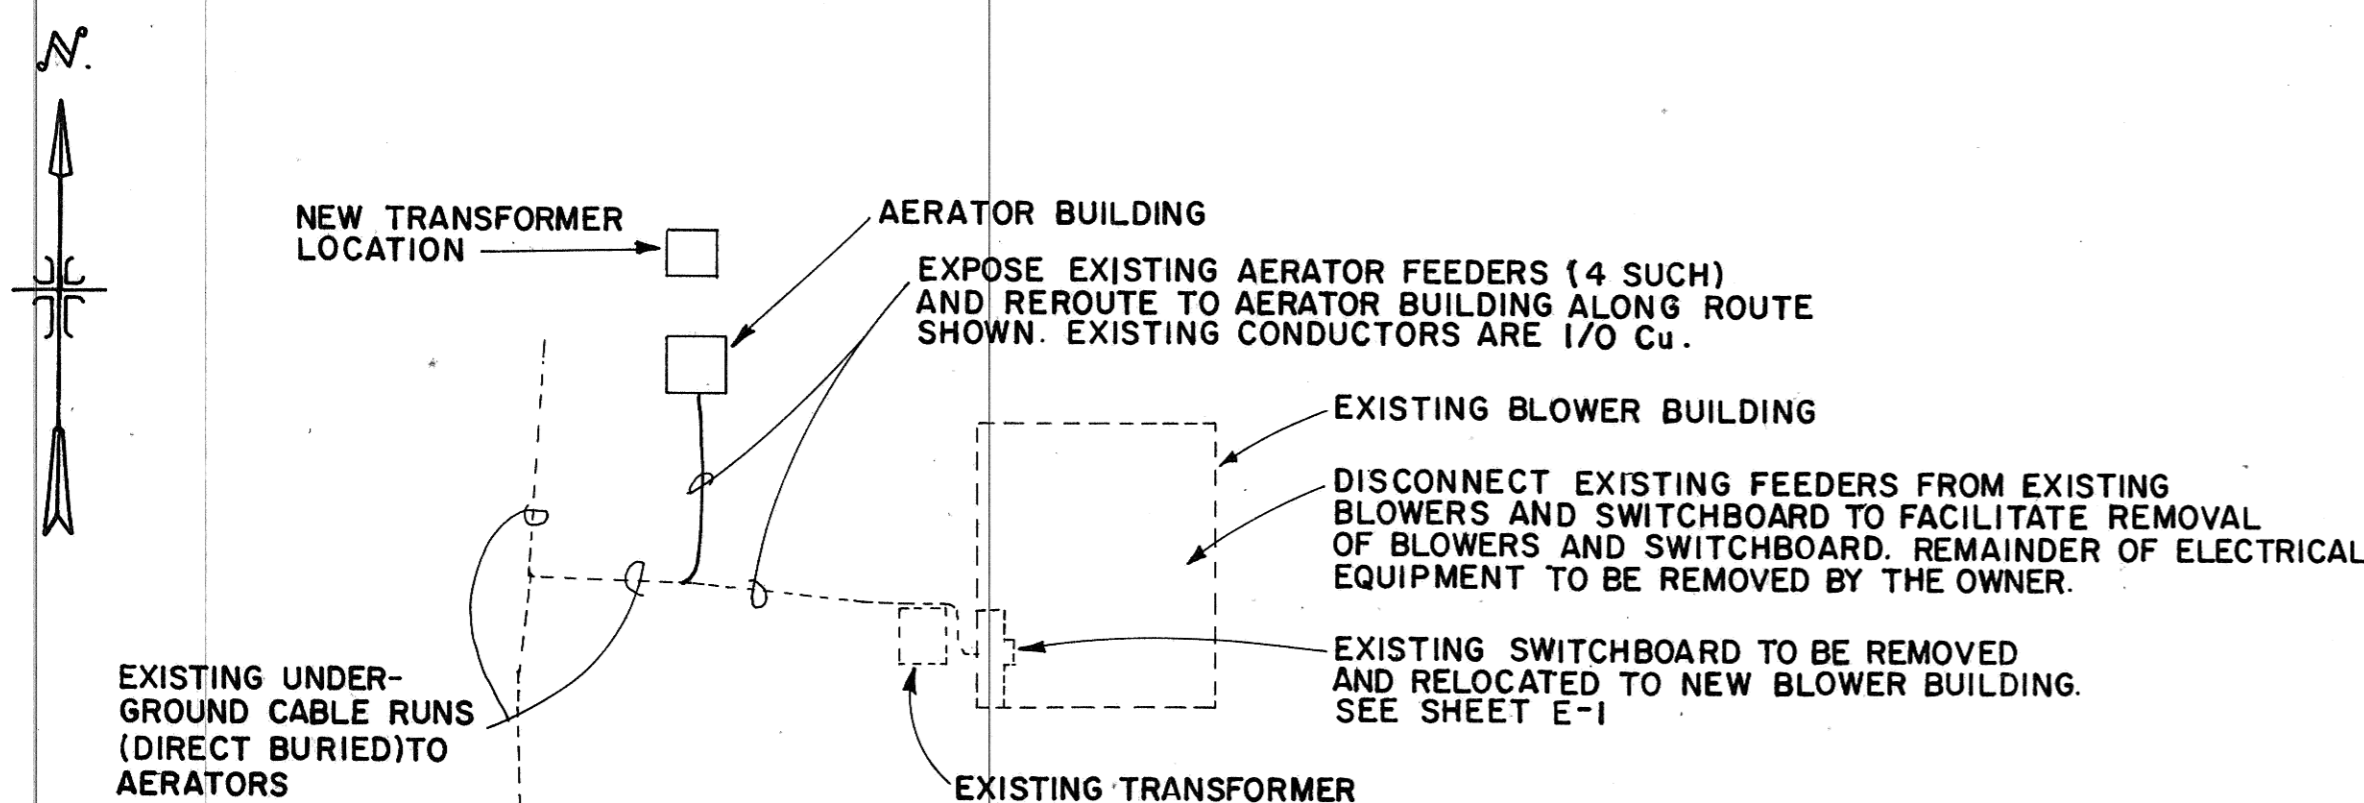 N.
NEW TRANSFORMER
LOCATION
AERATOR BUILDING
EXPOSE EXISTING AERATOR FEEDERS (4 SUCH)
AND REROUTE TO AERATOR BUILDING ALONG ROUTE
SHOWN. EXISTING CONDUCTORS ARE 1/0 Cu.
EXISTING BLOWER BUILDING
DISCONNECT EXISTING FEEDERS FROM EXISTING
BLOWERS AND SWITCHBOARD TO FACILITATE REMOVAL
OF BLOWERS AND SWITCHBOARD. REMAINDER OF ELECTRICAL
EQUIPMENT TO BE REMOVED BY THE OWNER.
EXISTING SWITCHBOARD TO BE REMOVED
AND RELOCATED TO NEW BLOWER BUILDING.
SEE SHEET E-1
EXISTING UNDER-
GROUND CABLE RUNS
(DIRECT BURIED)TO
AERATORS
EXISTING TRANSFORMER